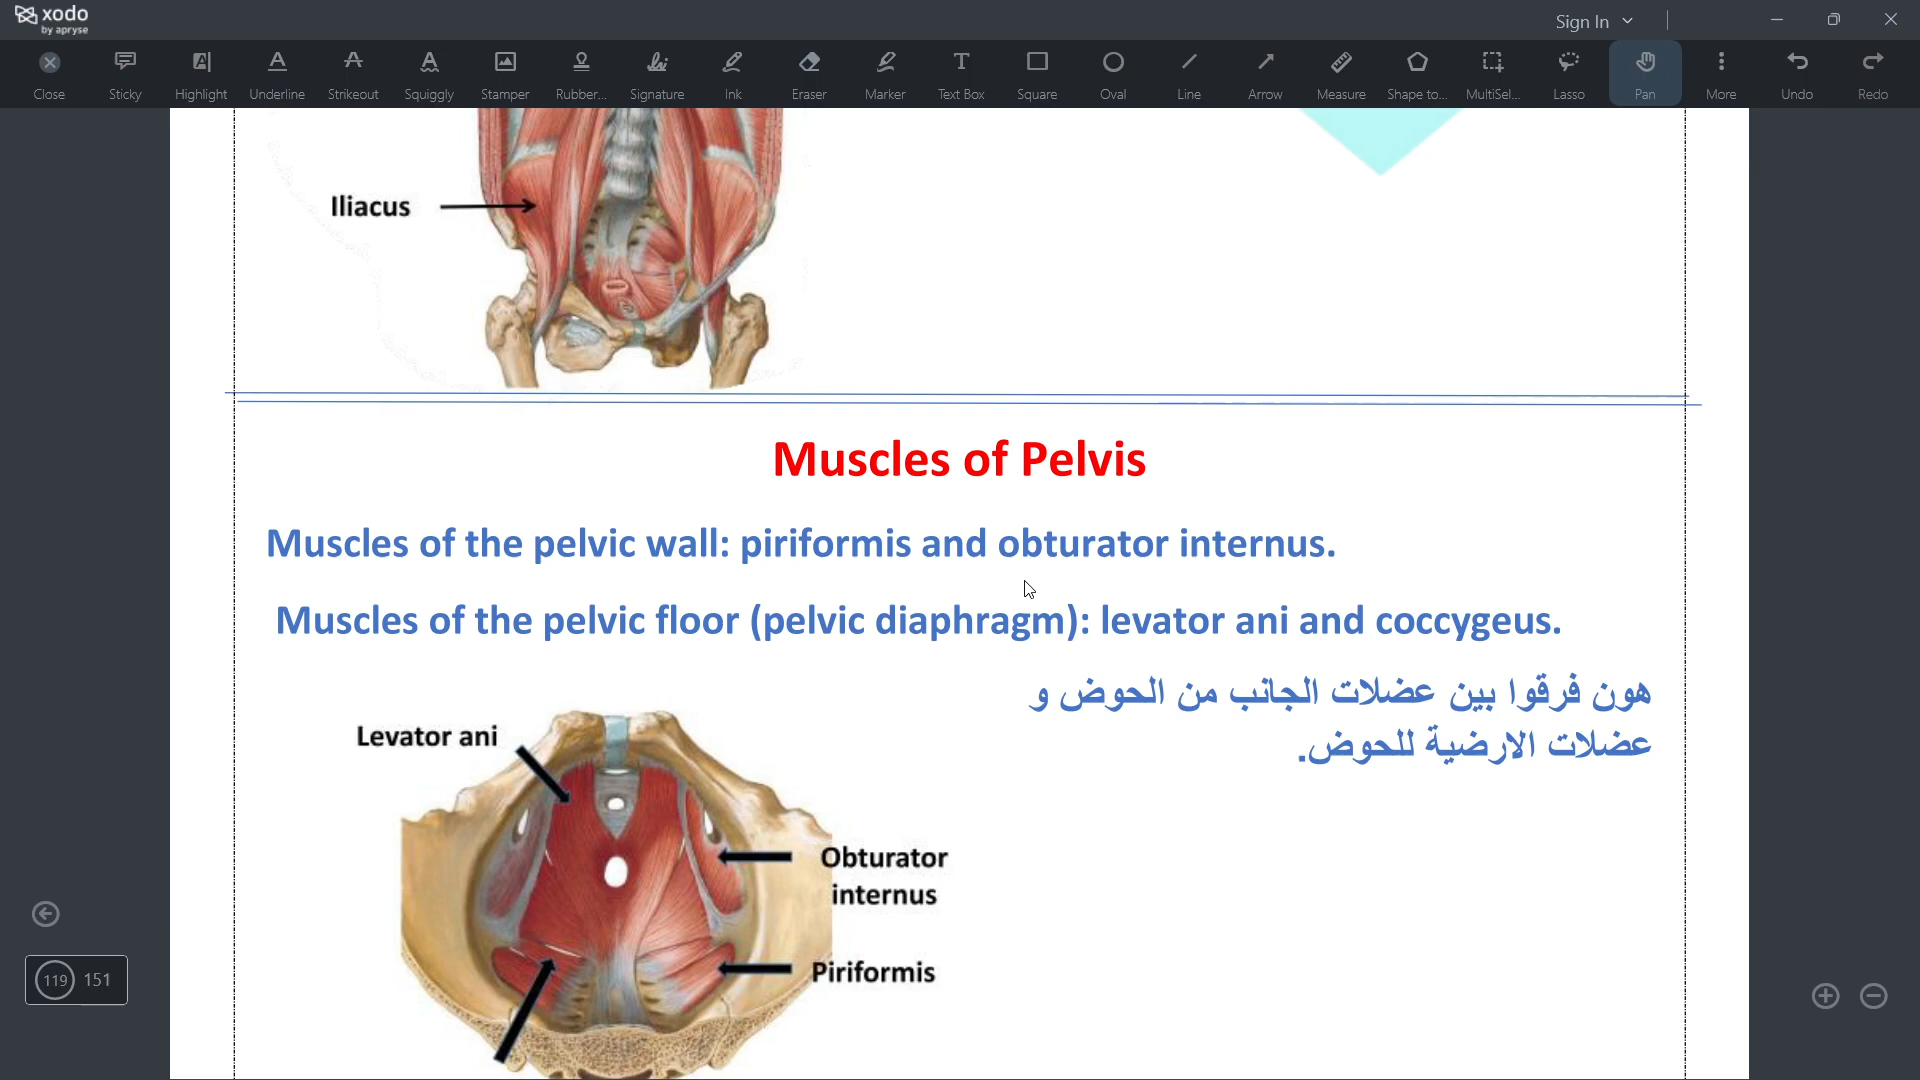 xodo
by apryse
Sign In
Close
Sticky
Highlight
Underline
Strikeout
Squiggly
Stamper
Rubber...
Signature
Ink
Eraser
Marker
Text Box
Square
Oval
Line
Arrow
Measure
Shape to...
MultiSel...
Lasso
Pan
More
Undo
Redo
Iliacus
Muscles of Pelvis
Muscles of the pelvic wall: piriformis and obturator internus.
Muscles of the pelvic floor (pelvic diaphragm): levator ani and coccygeus.
هون فرقوا بين عضلات الجانب من الحوض و
عضلات الارضية للحوض.
Levator ani
Obturator
internus
Piriformis
119 151